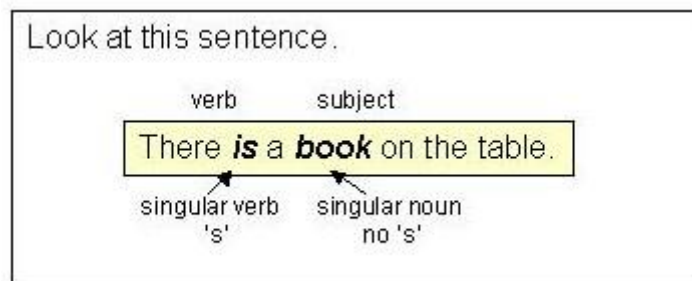 Look at this sentence.
verb subject
There is a book on the table.
singular verb singular noun
's' no 's'